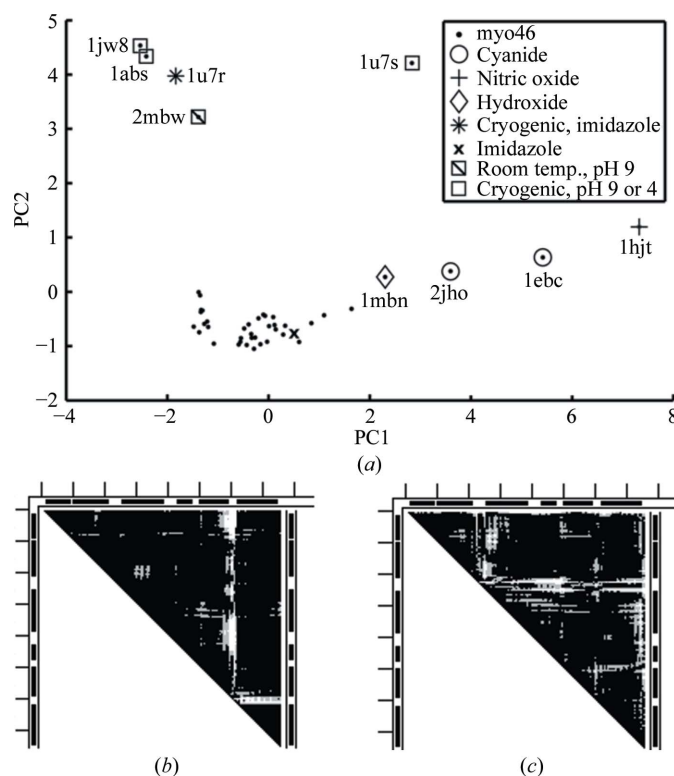 (a)
5
4
3
2
1
0
−1
−2
PC2
−4
−2
0
2
4
6
8
PC1
1jw8
1abs
1u7r
2mbw
1u7s
1mbn
2jho
1ebc
1hjt
myo46
Cyanide
Nitric oxide
Hydroxide
Cryogenic, imidazole
Imidazole
Room temp., pH 9
Cryogenic, pH 9 or 4
(a)
(b)
(c)